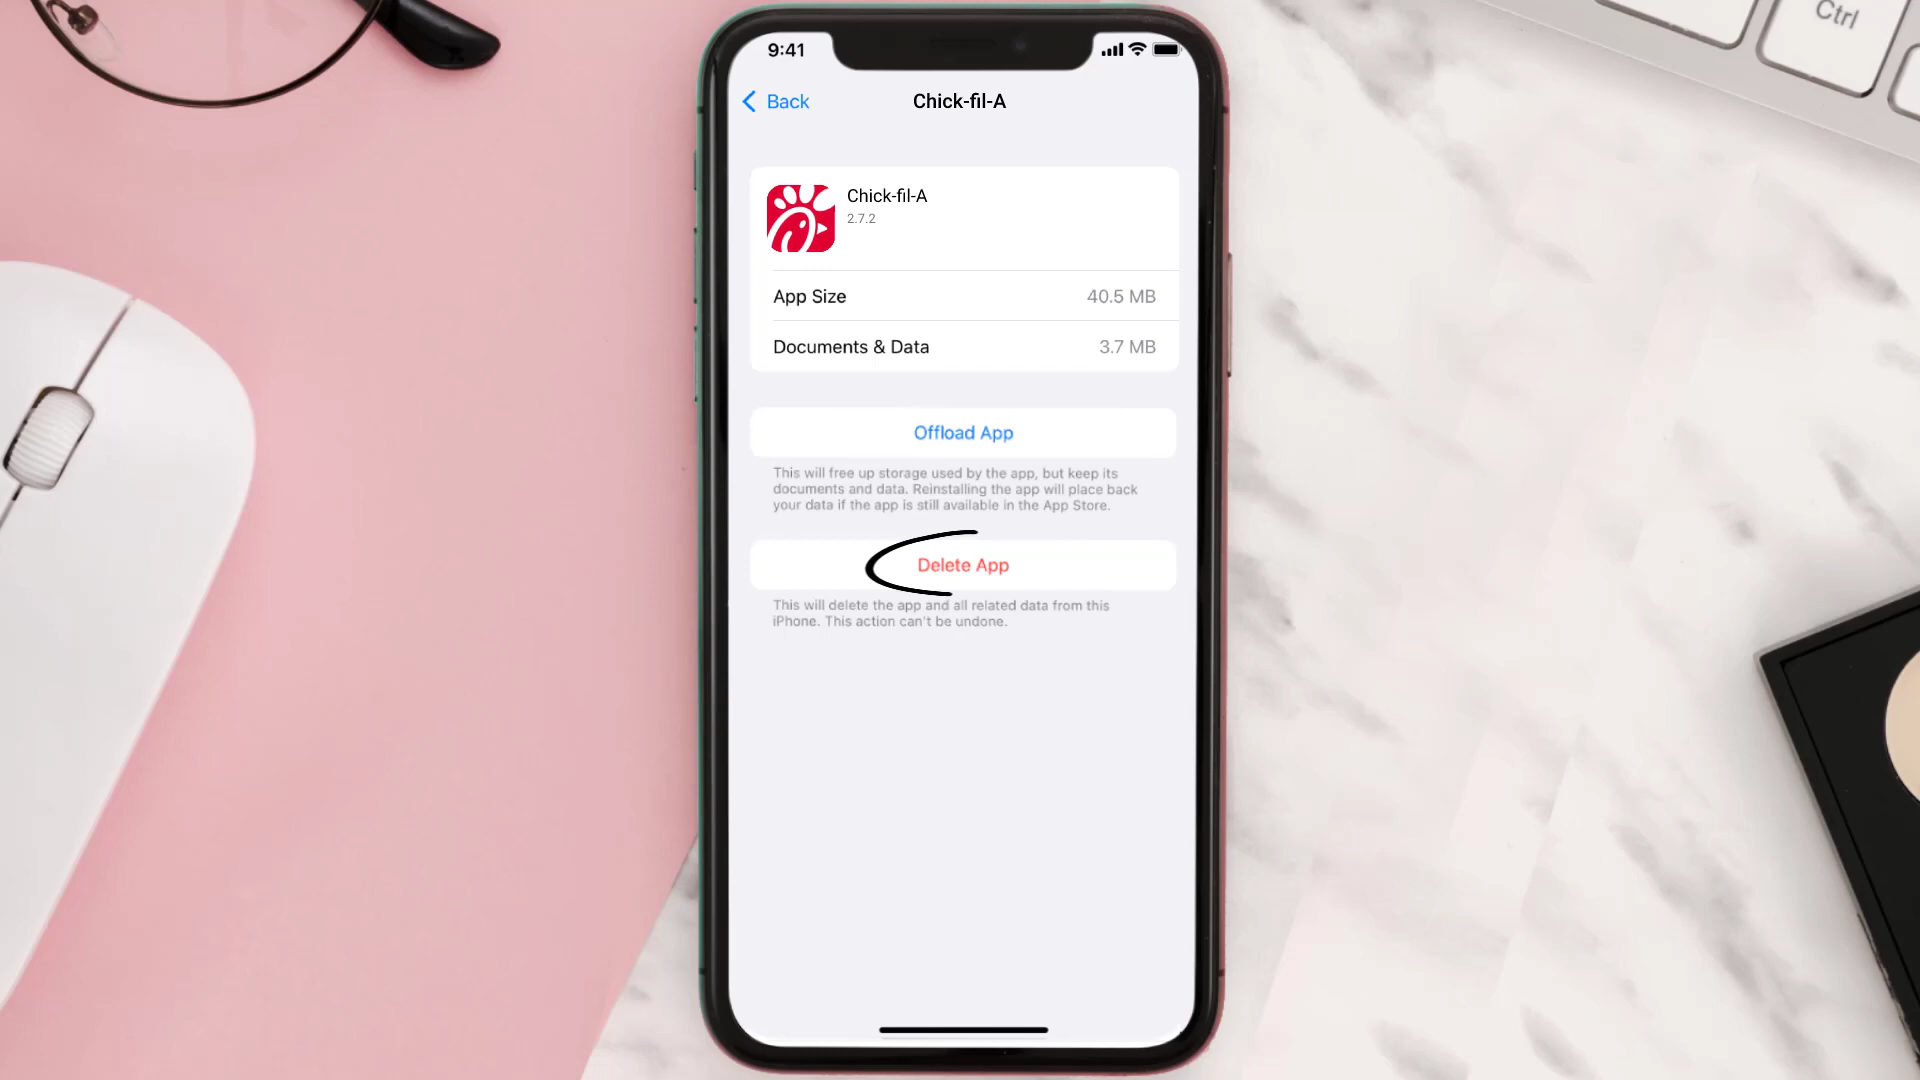 9:41
Back
Chick-fil-A
Chick-fil-A
2.7.2
App Size
40.5 MB
Documents & Data
3.7 MB
Offload App
This will free up storage used by the app, but keep its
documents and data. Reinstalling the app will place back
your data if the app is still available in the App Store.
Delete App
This will delete the app and all related data from this
iPhone. This action can't be undone.
Ctrl